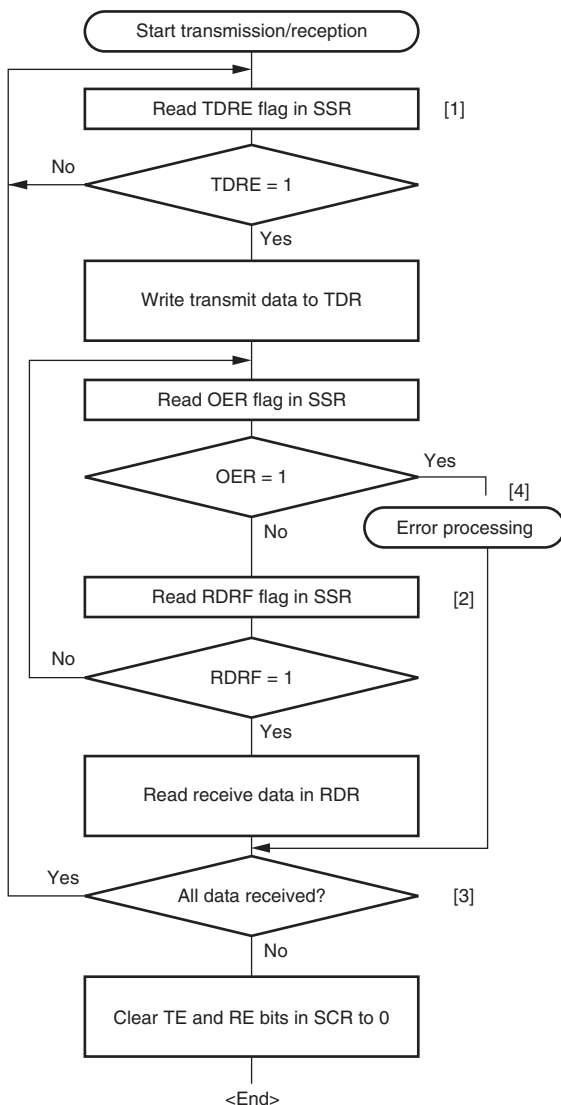 Start transmission/reception
Read TDRE flag in SSR
[1]
No
TDRE = 1
Yes
Write transmit data to TDR
Read OER flag in SSR
OER = 1
Yes
[4]
No
Error processing
Read RDRF flag in SSR
[2]
No
RDRF = 1
Yes
Read receive data in RDR
Yes
All data received?
[3]
No
Clear TE and RE bits in SCR to 0
<End>